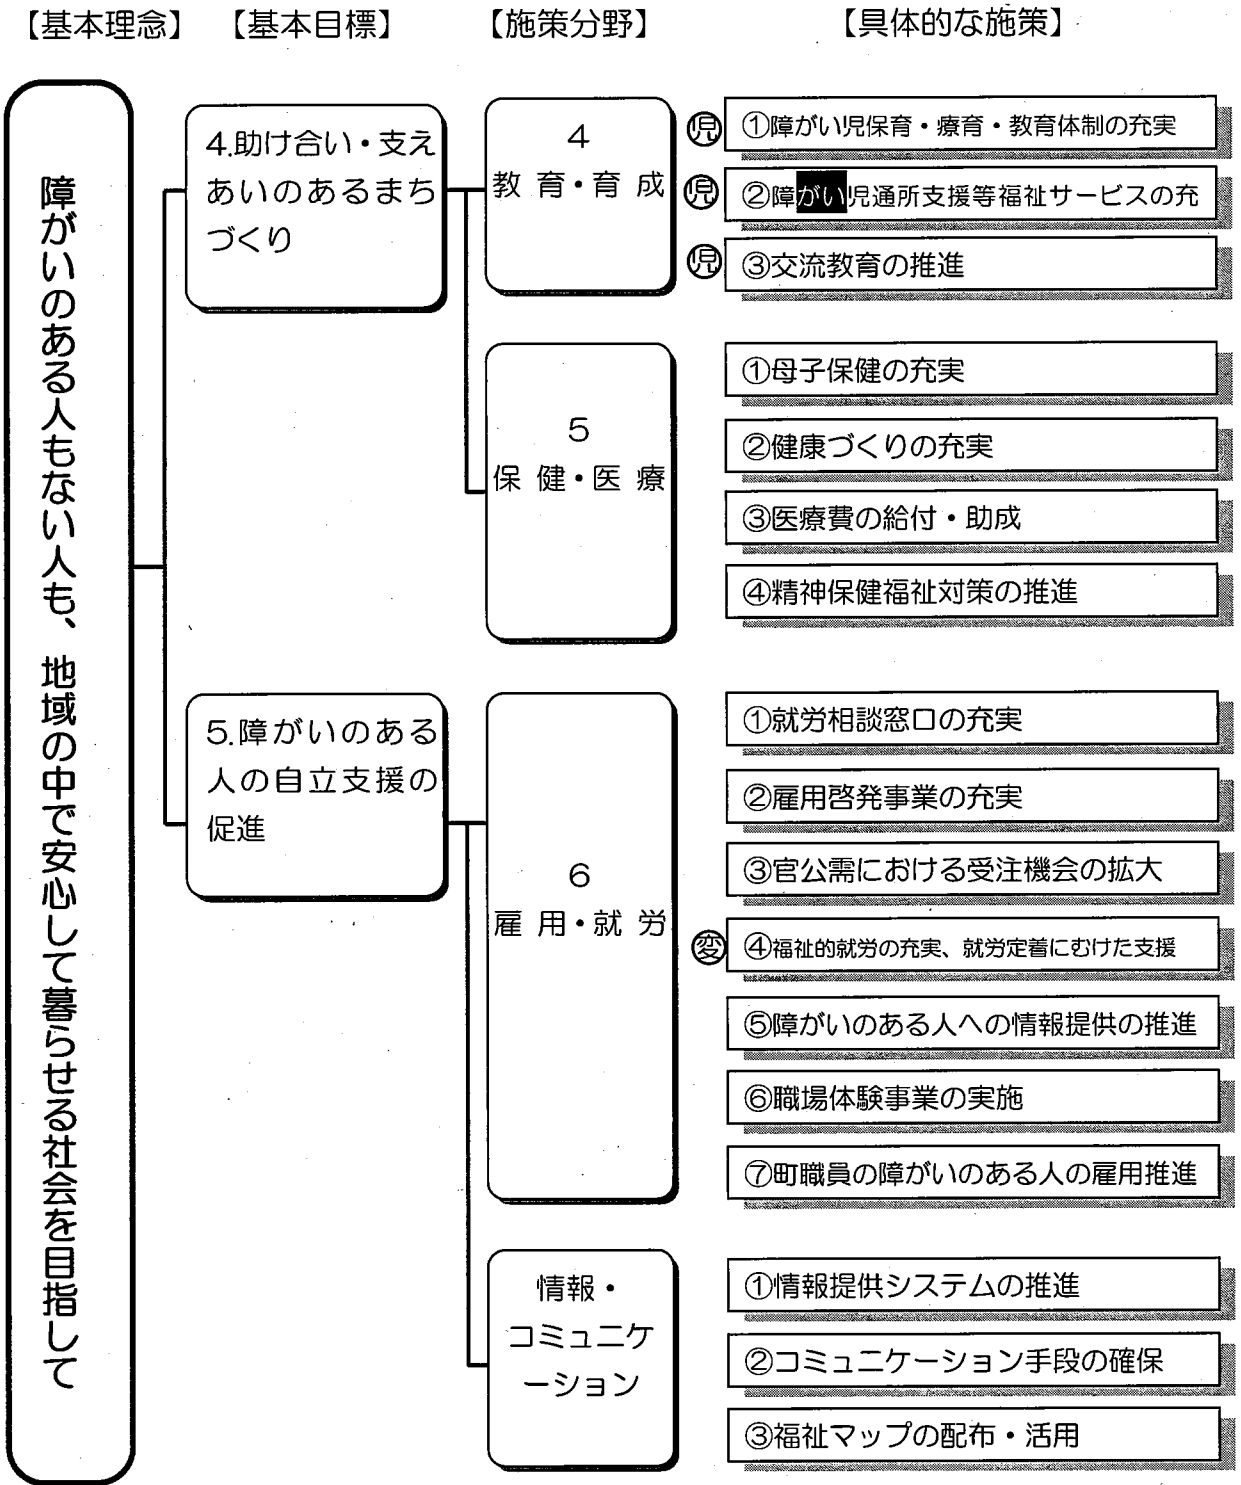 【基本理念】 【基本目標】 【施策分野】 【具体的な施策】
障がいのある人もない人も、地域の中で安心して暮らせる社会を目指して
4.助け合い・支え
あいのあるまち
づくり
4
教育・育成
児 ①障がい児保育・療育・教育体制の充実
児 ②障がい児通所支援等福祉サービスの充
児 ③交流教育の推進
5
保健・医療
①母子保健の充実
②健康づくりの充実
③医療費の給付・助成
④精神保健福祉対策の推進
5.障がいのある
人の自立支援の
促進
6
雇用・就労
①就労相談窓口の充実
②雇用啓発事業の充実
③官公需における受注機会の拡大
変 ④福祉的就労の充実、就労定着にむけた支援
⑤障がいのある人への情報提供の推進
⑥職場体験事業の実施
⑦町職員の障がいのある人の雇用推進
情報・
コミュニケ
ーション
①情報提供システムの推進
②コミュニケーション手段の確保
③福祉マップの配布・活用